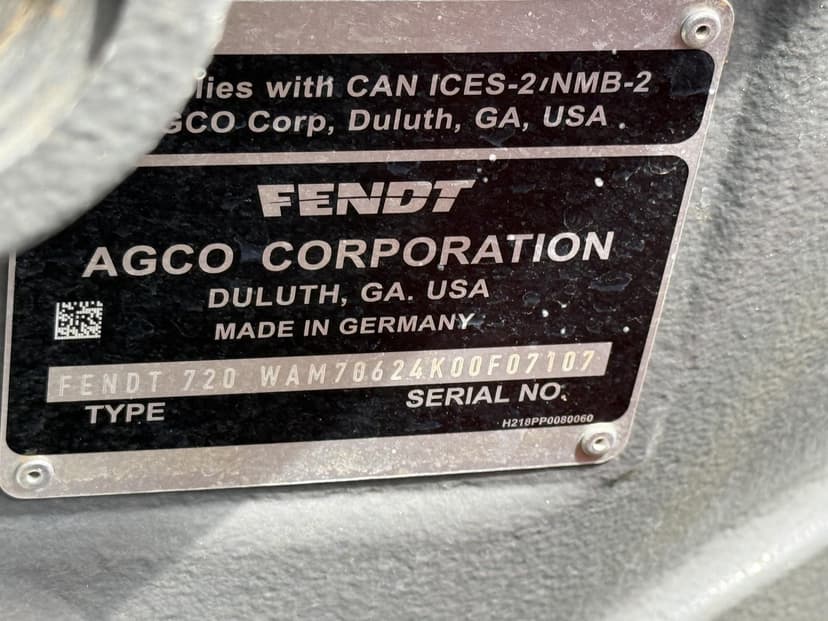 lies with CAN ICES-2/NMB-2
GCO Corp, Duluth, GA, USA .
FENDT
AGCO CORPORATION
DULUTH, GA. USA
MADE IN GERMANY
FENDT 720 WAM78624K00F07107
TYPE SERIAL NO.
H218PP0080060